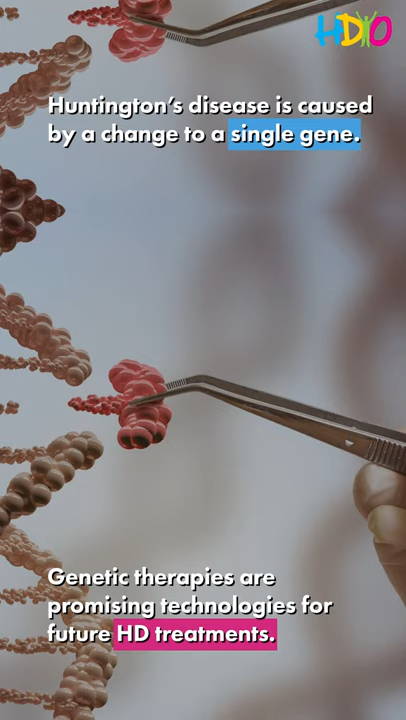 HDYO
Huntington's disease is caused
by a change to a single gene.
Genetic therapies are
promising technologies for
future HD treatments.